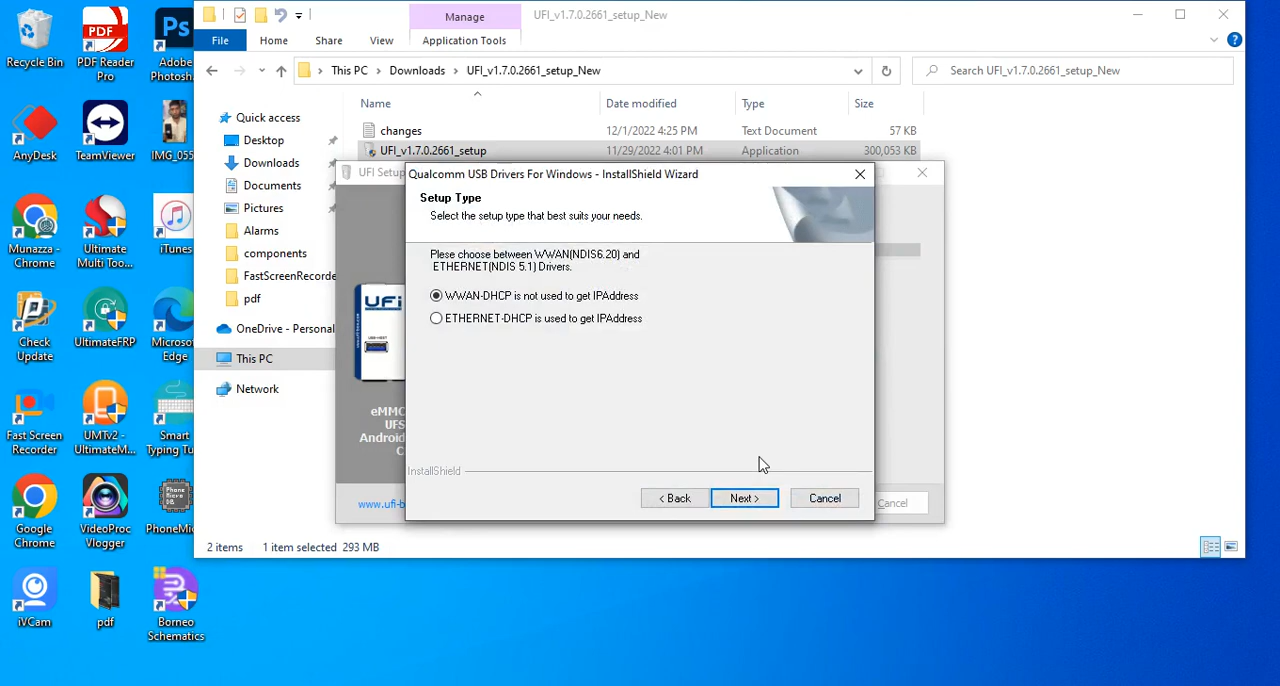 Recycle Bin
PDF Reader
Pro
Adobe
Photosh...
AnyDesk
TeamViewer
IMG_055
Munazza -
Chrome
Ultimate
Multi Too...
iTunes
Check
Update
UltimateFRP
Microso
Edge
Fast Screen
Recorder
UMTv2 -
UltimateM...
Smart
Typing Tu
Google
Chrome
VideoProc
Vlogger
PhoneMi
iVCam
pdf
Borneo
Schematics
Manage
UFI_v1.7.0.2661_setup_New
File
Home
Share
View
Application Tools
This PC
Downloads
UFI_v1.7.0.2661_setup_New
Search UFI_v1.7.0.2661_setup_New
Quick access
Desktop
Downloads
Documents
Pictures
Alarms
components
FastScreenRecorde
pdf
OneDrive - Personal
This PC
Network
Name
Date modified
Type
Size
changes
12/1/2022 4:25 PM
Text Document
57 KB
UFI_v1.7.0.2661_setup
11/29/2022 4:01 PM
Application
300,053 KB
UFI Setup
UFi
eMMC
UFS
Android
C
www.ufi-b
Cancel
Qualcomm USB Drivers For Windows - InstallShield Wizard
Setup Type
Select the setup type that best suits your needs.
Plese choose between WWAN(NDIS6.20) and
ETHERNET(NDIS 5.1) Drivers.
WWAN-DHCP is not used to get IPAddress
ETHERNET-DHCP is used to get IPAddress
InstallShield
< Back
Next >
Cancel
2 items
1 item selected 293 MB